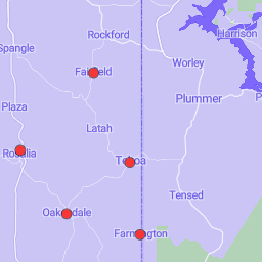 Rockford
Harrison
Spangle
Worley
Fairfield
Plummer
Plaza
Latah
Rosalia
Tekoa
Tensed
Oakesdale
Farmington